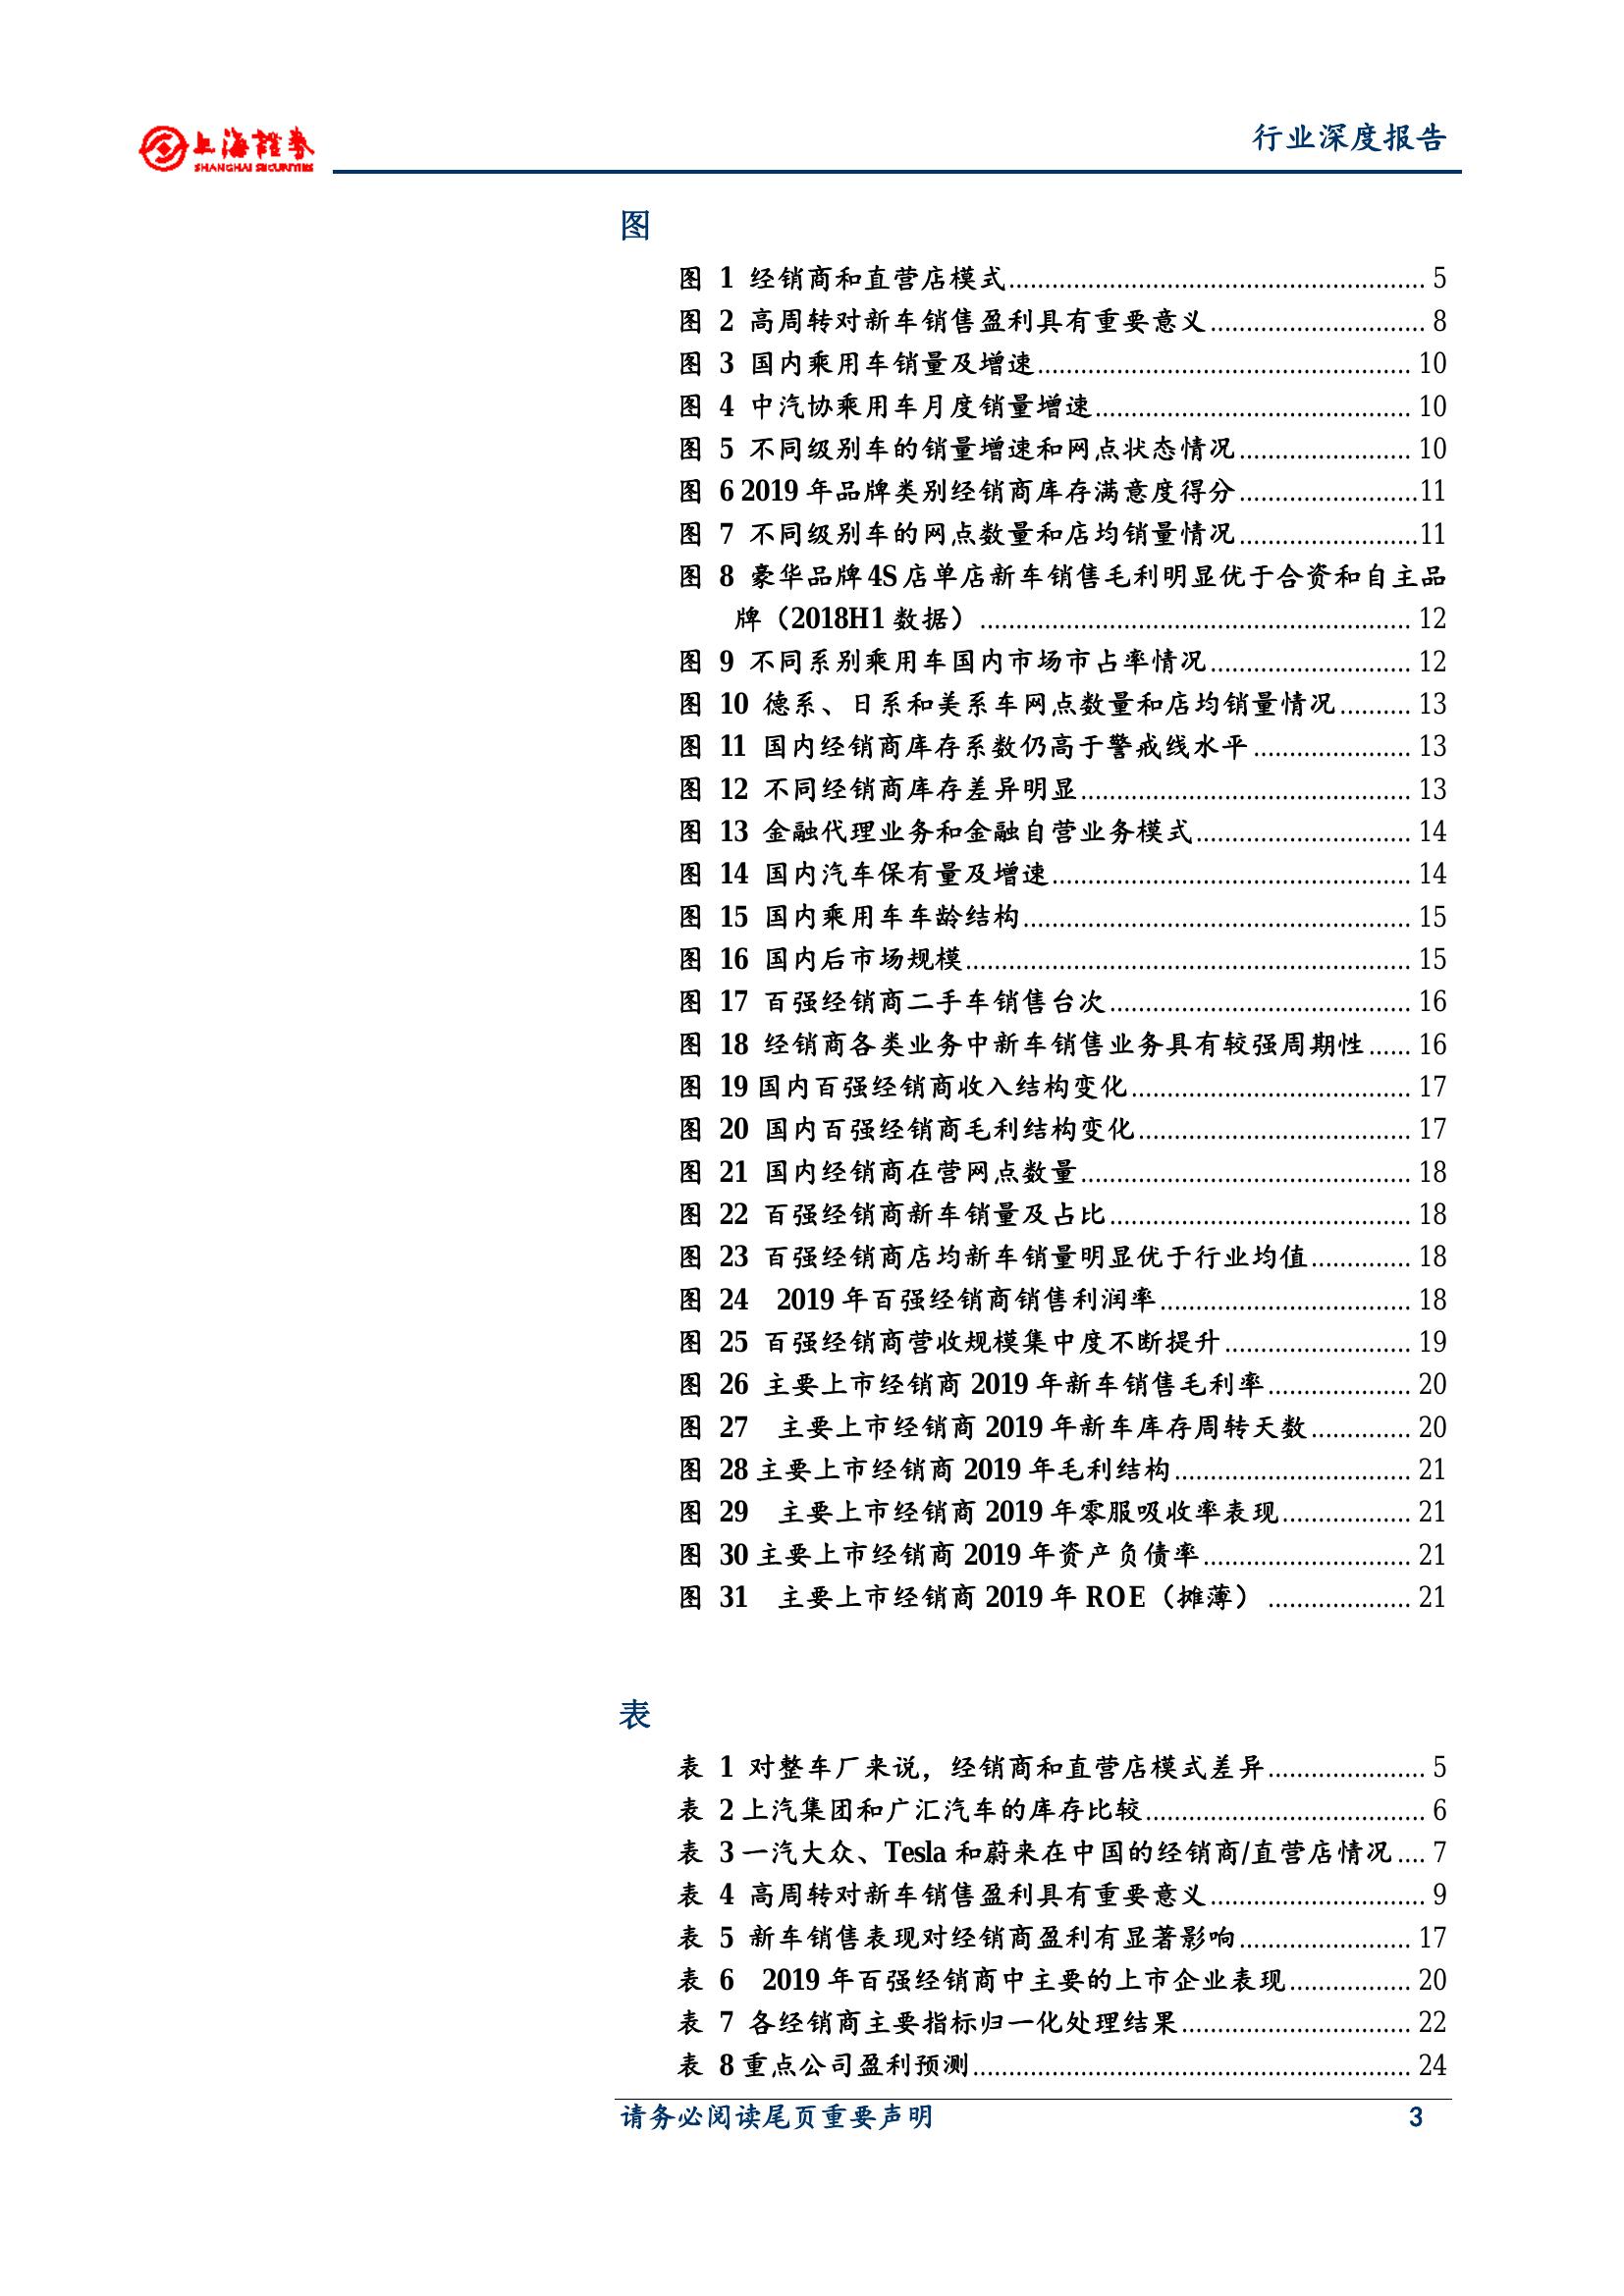 上海證券
SHANGHAI SECURITIES
行业深度报告
图
图 1 经销商和直营店模式.......................................................... 5
图 2 高周转对新车销售盈利具有重要意义.............................. 8
图 3 国内乘用车销量及增速.................................................... 10
图 4 中汽协乘用车月度销量增速............................................ 10
图 5 不同级别车的销量增速和网点状态情况........................ 10
图 6 2019 年品牌类别经销商库存满意度得分.........................11
图 7 不同级别车的网点数量和店均销量情况.........................11
图 8 豪华品牌 4S 店单店新车销售毛利明显优于合资和自主品
牌（2018H1 数据）............................................................ 12
图 9 不同系别乘用车国内市场市占率情况............................ 12
图 10 德系、日系和美系车网点数量和店均销量情况.......... 13
图 11 国内经销商库存系数仍高于警戒线水平...................... 13
图 12 不同经销商库存差异明显.............................................. 13
图 13 金融代理业务和金融自营业务模式.............................. 14
图 14 国内汽车保有量及增速.................................................. 14
图 15 国内乘用车车龄结构...................................................... 15
图 16 国内后市场规模.............................................................. 15
图 17 百强经销商二手车销售台次.......................................... 16
图 18 经销商各类业务中新车销售业务具有较强周期性...... 16
图 19 国内百强经销商收入结构变化....................................... 17
图 20 国内百强经销商毛利结构变化...................................... 17
图 21 国内经销商在营网点数量.............................................. 18
图 22 百强经销商新车销量及占比.......................................... 18
图 23 百强经销商店均新车销量明显优于行业均值.............. 18
图 24 2019 年百强经销商销售利润率................................... 18
图 25 百强经销商营收规模集中度不断提升.......................... 19
图 26 主要上市经销商 2019 年新车销售毛利率.................... 20
图 27 主要上市经销商 2019 年新车库存周转天数.............. 20
图 28 主要上市经销商 2019 年毛利结构................................. 21
图 29 主要上市经销商 2019 年零服吸收率表现.................. 21
图 30 主要上市经销商 2019 年资产负债率............................. 21
图 31 主要上市经销商 2019 年 ROE（摊薄）.................... 21
表
表 1 对整车厂来说，经销商和直营店模式差异...................... 5
表 2 上汽集团和广汇汽车的库存比较....................................... 6
表 3 一汽大众、Tesla 和蔚来在中国的经销商/直营店情况.... 7
表 4 高周转对新车销售盈利具有重要意义.............................. 9
表 5 新车销售表现对经销商盈利有显著影响........................ 17
表 6 2019 年百强经销商中主要的上市企业表现................. 20
表 7 各经销商主要指标归一化处理结果................................ 22
表 8 重点公司盈利预测............................................................. 24
请务必阅读尾页重要声明 3